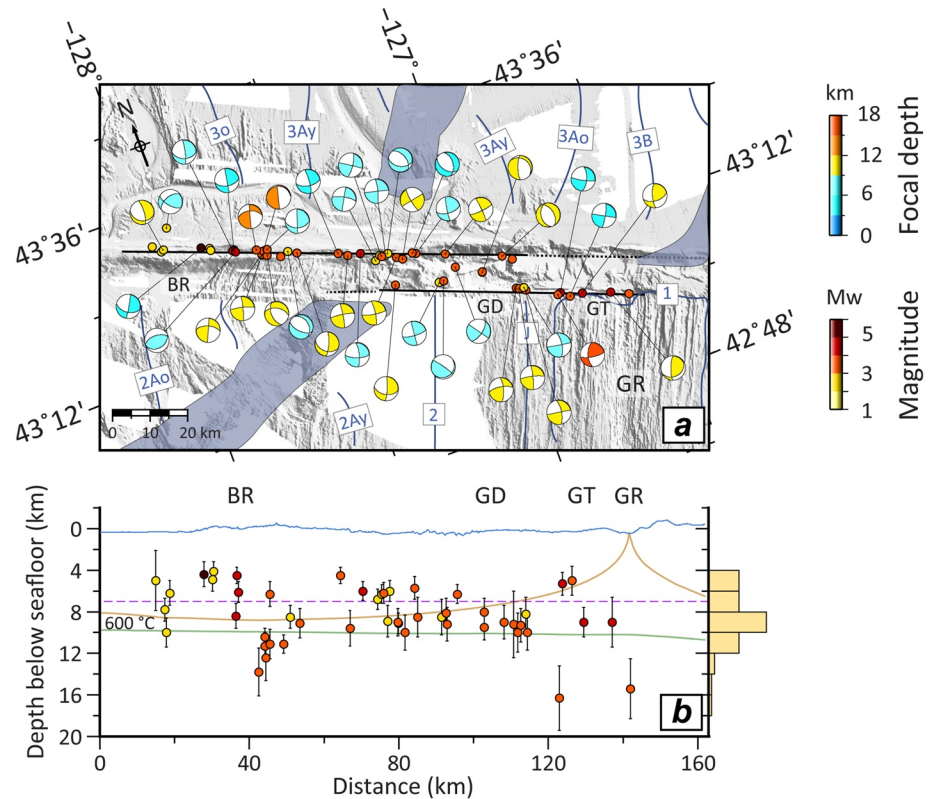 -128°
-127°
43°36'
N
3o
3Ay
3Ay
3Ao
3B
43°12'
43°36'
BR
GD
GT
1
J
GR
42°48'
2Ao
2Ay
2
43°12'
0 10 20 km
a
km
18
12
6
0
Focal depth
Mw
5
3
1
Magnitude
BR GD GT GR
0
4
8
12
16
20
600 °C
b
Depth below seafloor (km)
0 40 80 120 160
Distance (km)